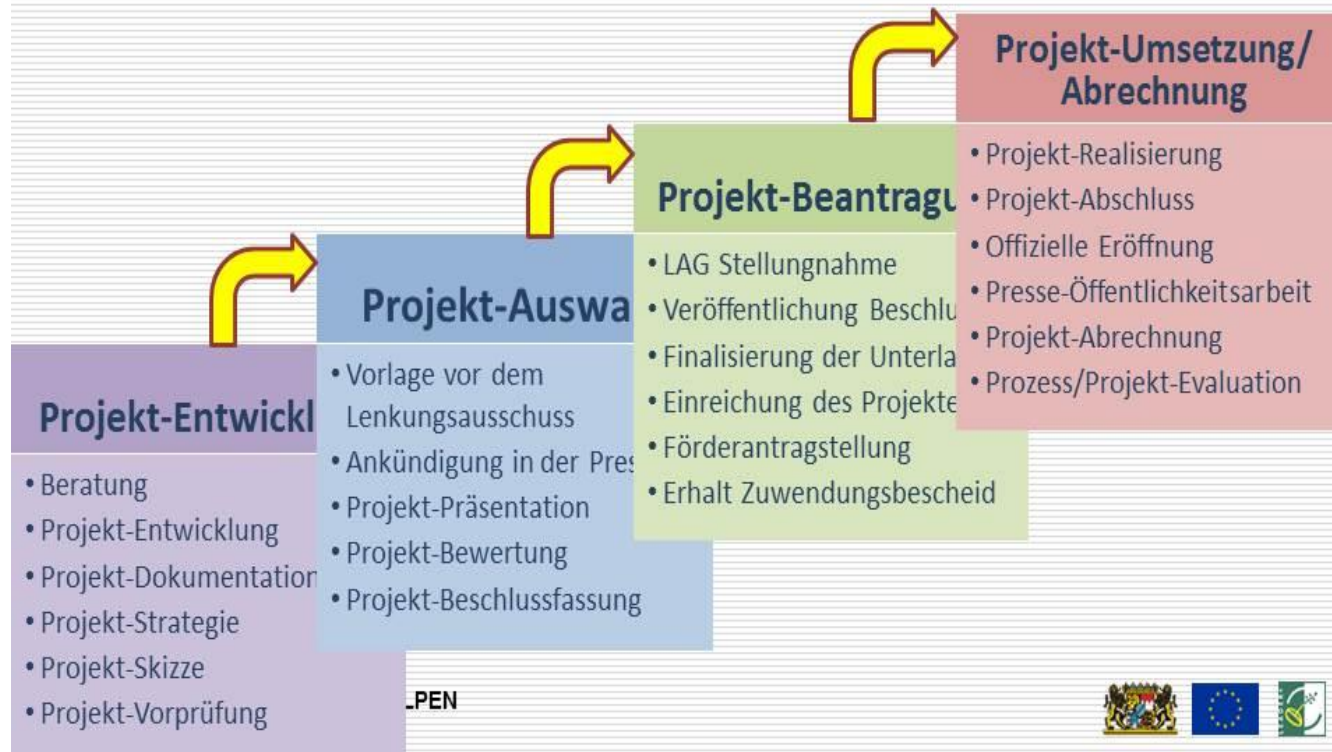 Projekt-Entwickl
• Beratung
• Projekt-Entwicklung
• Projekt-Dokumentation
• Projekt-Strategie
• Projekt-Skizze
• Projekt-Vorprüfung
Projekt-Auswa
• Vorlage vor dem
Lenkungsausschuss
• Ankündigung in der Pres
• Projekt-Präsentation
• Projekt-Bewertung
• Projekt-Beschlussfassung
Projekt-Beantragu
• LAG Stellungnahme
• Veröffentlichung Beschlu
• Finalisierung der Unterla
• Einreichung des Projekte
• Förderantragstellung
• Erhalt Zuwendungsbescheid
Projekt-Umsetzung/
Abrechnung
• Projekt-Realisierung
• Projekt-Abschluss
• Offizielle Eröffnung
• Presse-Öffentlichkeitsarbeit
• Projekt-Abrechnung
• Prozess/Projekt-Evaluation
LPEN